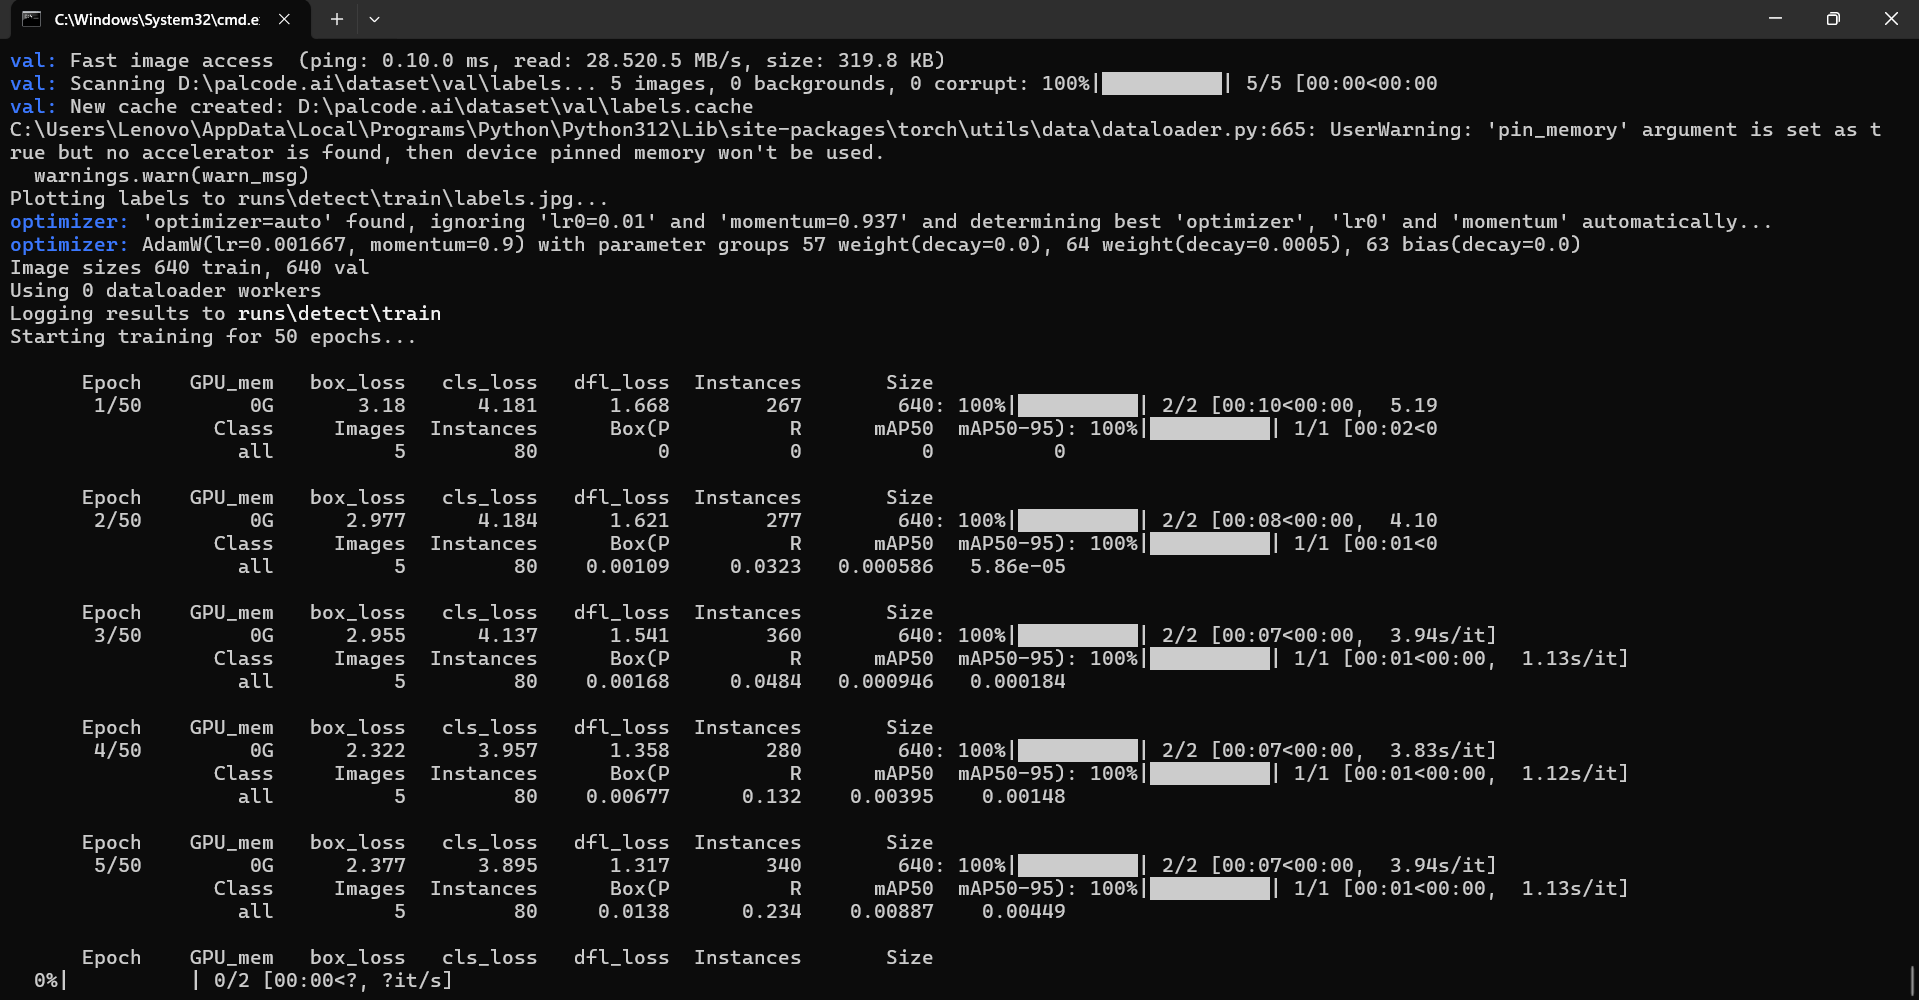 C:\Windows\System32\cmd.e
val: Fast image access  (ping: 0.10.0 ms, read: 28.520.5 MB/s, size: 319.8 KB)
val: Scanning D:\palcode.ai\dataset\val\labels... 5 images, 0 backgrounds, 0 corrupt: 100%|██████████| 5/5 [00:00<00:00
val: New cache created: D:\palcode.ai\dataset\val\labels.cache
C:\Users\Lenovo\AppData\Local\Programs\Python\Python312\Lib\site-packages\torch\utils\data\dataloader.py:665: UserWarning: 'pin_memory' argument is set as t
rue but no accelerator is found, then device pinned memory won't be used.
  warnings.warn(warn_msg)
Plotting labels to runs\detect\train\labels.jpg...
optimizer: 'optimizer=auto' found, ignoring 'lr0=0.01' and 'momentum=0.937' and determining best 'optimizer', 'lr0' and 'momentum' automatically...
optimizer: AdamW(lr=0.001667, momentum=0.9) with parameter groups 57 weight(decay=0.0), 64 weight(decay=0.0005), 63 bias(decay=0.0)
Image sizes 640 train, 640 val
Using 0 dataloader workers
Logging results to runs\detect\train
Starting training for 50 epochs...
      Epoch    GPU_mem   box_loss   cls_loss   dfl_loss  Instances       Size
       1/50         0G       3.18      4.181      1.668        267        640: 100%|██████████| 2/2 [00:10<00:00,  5.19
                 Class     Images  Instances      Box(P          R      mAP50  mAP50-95): 100%|██████████| 1/1 [00:02<0
                   all          5         80          0          0          0          0
      Epoch    GPU_mem   box_loss   cls_loss   dfl_loss  Instances       Size
       2/50         0G      2.977      4.184      1.621        277        640: 100%|██████████| 2/2 [00:08<00:00,  4.10
                 Class     Images  Instances      Box(P          R      mAP50  mAP50-95): 100%|██████████| 1/1 [00:01<0
                   all          5         80    0.00109     0.0323   0.000586   5.86e-05
      Epoch    GPU_mem   box_loss   cls_loss   dfl_loss  Instances       Size
       3/50         0G      2.955      4.137      1.541        360        640: 100%|██████████| 2/2 [00:07<00:00,  3.94s/it]
                 Class     Images  Instances      Box(P          R      mAP50  mAP50-95): 100%|██████████| 1/1 [00:01<00:00,  1.13s/it]
                   all          5         80    0.00168     0.0484   0.000946   0.000184
      Epoch    GPU_mem   box_loss   cls_loss   dfl_loss  Instances       Size
       4/50         0G      2.322      3.957      1.358        280        640: 100%|██████████| 2/2 [00:07<00:00,  3.83s/it]
                 Class     Images  Instances      Box(P          R      mAP50  mAP50-95): 100%|██████████| 1/1 [00:01<00:00,  1.12s/it]
                   all          5         80    0.00677      0.132    0.00395    0.00148
      Epoch    GPU_mem   box_loss   cls_loss   dfl_loss  Instances       Size
       5/50         0G      2.377      3.895      1.317        340        640: 100%|██████████| 2/2 [00:07<00:00,  3.94s/it]
                 Class     Images  Instances      Box(P          R      mAP50  mAP50-95): 100%|██████████| 1/1 [00:01<00:00,  1.13s/it]
                   all          5         80     0.0138      0.234    0.00887    0.00449
      Epoch    GPU_mem   box_loss   cls_loss   dfl_loss  Instances       Size
  0%|          | 0/2 [00:00<?, ?it/s]